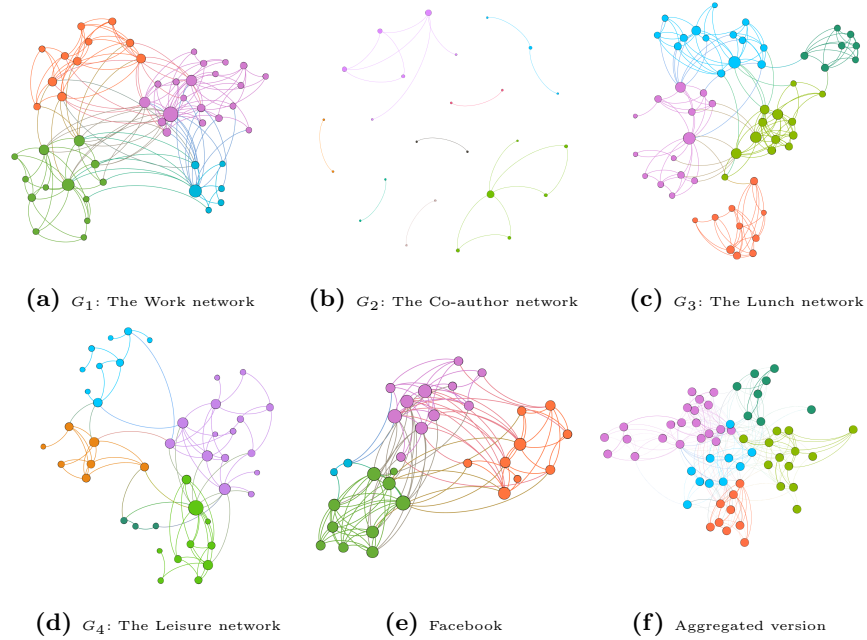 (a) G1: The Work network
(b) G2: The Co-author network
(c) G3: The Lunch network
(d) G4: The Leisure network
(e) Facebook
(f) Aggregated version